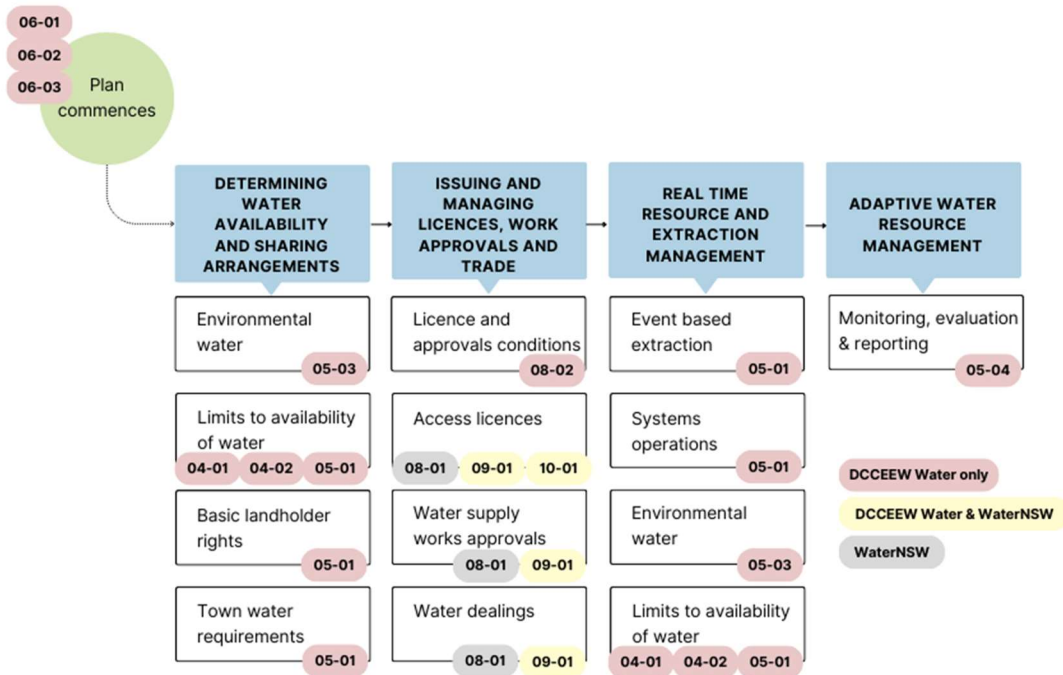 06-01
06-02
06-03
Plan
commences
DETERMINING
WATER
AVAILABILITY
AND SHARING
ARRANGEMENTS
Environmental
water
05-03
Limits to availability
of water
04-01 04-02 05-01
Basic landholder
rights
05-01
Town water
requirements
05-01
ISSUING AND
MANAGING
LICENCES, WORK
APPROVALS AND
TRADE
Licence and
approvals conditions
08-02
Access licences
08-01 09-01 10-01
Water supply
works approvals
08-01 09-01
Water dealings
08-01 09-01
REAL TIME
RESOURCE AND
EXTRACTION
MANAGEMENT
Event based
extraction
05-01
Systems
operations
05-01
Environmental
water
05-03
Limits to availability
of water
04-01 04-02 05-01
ADAPTIVE WATER
RESOURCE
MANAGEMENT
Monitoring, evaluation
& reporting
05-04
DCCEEW Water only
DCCEEW Water & WaterNSW
WaterNSW